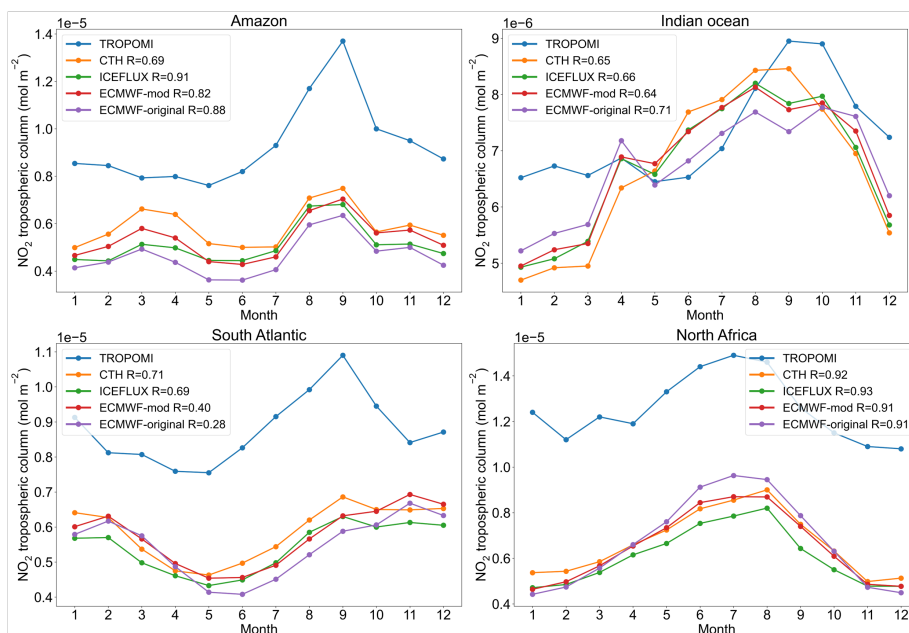 Amazon
1e−5
NO₂ tropospheric column (mol m⁻²)
1.4
1.2
1.0
0.8
0.6
0.4
TROPOMI
CTH R=0.69
ICEFLUX R=0.91
ECMWF-mod R=0.82
ECMWF-original R=0.88
1 2 3 4 5 6 7 8 9 10 11 12
Month
Indian ocean
1e−6
NO₂ tropospheric column (mol m⁻²)
9
8
7
6
5
TROPOMI
CTH R=0.65
ICEFLUX R=0.66
ECMWF-mod R=0.64
ECMWF-original R=0.71
1 2 3 4 5 6 7 8 9 10 11 12
Month
South Atlantic
1e−5
NO₂ tropospheric column (mol m⁻²)
1.1
1.0
0.9
0.8
0.7
0.6
0.5
0.4
TROPOMI
CTH R=0.71
ICEFLUX R=0.69
ECMWF-mod R=0.40
ECMWF-original R=0.28
1 2 3 4 5 6 7 8 9 10 11 12
Month
North Africa
1e−5
NO₂ tropospheric column (mol m⁻²)
1.4
1.2
1.0
0.8
0.6
0.4
TROPOMI
CTH R=0.92
ICEFLUX R=0.93
ECMWF-mod R=0.91
ECMWF-original R=0.91
1 2 3 4 5 6 7 8 9 10 11 12
Month